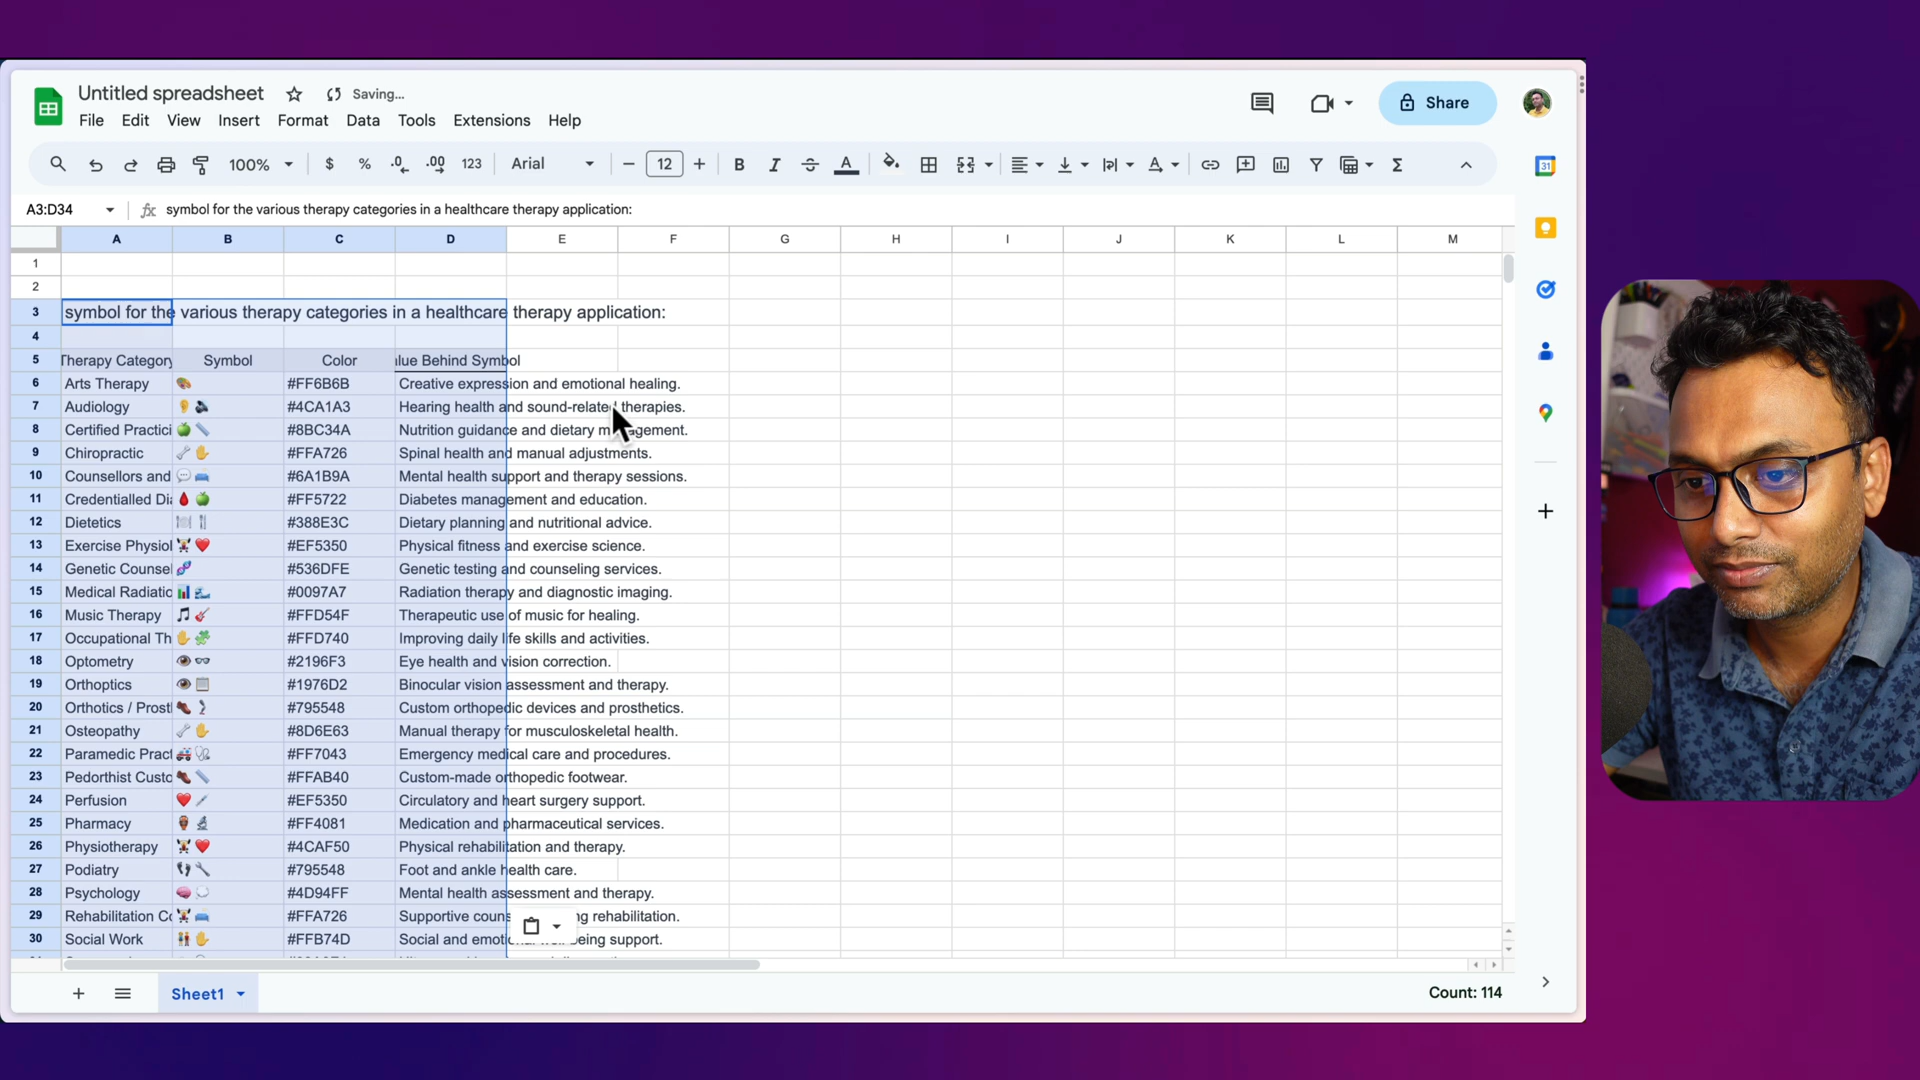 Untitled spreadsheet Saving...
File Edit View Insert Format Data Tools Extensions Help
Share
100% $ % .0 .00 123 Arial 12 B I A Σ
A3:D34 fx symbol for the various therapy categories in a healthcare therapy application:
A B C D E F G H I J K L M
1
2
3 symbol for the various therapy categories in a healthcare therapy application:
4
5 Therapy Category Symbol Color Behind Symbol
6 Arts Therapy #FF6B6B Creative expression and emotional healing.
7 Audiology #4CA1A3 Hearing health and sound-related therapies.
8 Certified #8BC34A Nutrition guidance and dietary
9 Chiropractic #FFA726 Spinal health and manual adjustments.
10 Counsellors and #6A1B9A Mental health support and therapy sessions.
11 Credentialled #FF5722 Diabetes management and education.
12 Dietetics #388E3C Dietary planning and nutritional advice.
13 Exercise Physiol #EF5350 Physical fitness and exercise science.
14 Genetic Counsel #536DFE Genetic testing and counseling services.
15 Medical Radiatio #0097A7 Radiation therapy and diagnostic imaging.
16 Music Therapy #FFD54F Therapeutic use of music for healing.
17 Occupational Th #FFD740 Improving daily life skills and activities.
18 Optometry #2196F3 Eye health and vision correction.
19 Orthoptics #1976D2 Binocular vision assessment and therapy.
20 Orthotics / Prost #795548 Custom orthopedic devices and prosthetics.
21 Osteopathy #8D6E63 Manual therapy for musculoskeletal health.
22 Paramedic Pract #FF7043 Emergency medical care and procedures.
23 Pedorthist Custo #FFAB40 Custom-made orthopedic footwear.
24 Perfusion #EF5350 Circulatory and heart surgery support.
25 Pharmacy #FF4081 Medication and pharmaceutical services.
26 Physiotherapy #4CAF50 Physical rehabilitation and therapy.
27 Podiatry #795548 Foot and ankle health care.
28 Psychology #4D94FF Mental health assessment and therapy.
29 Rehabilitation #FFA726 Supportive rehabilitation.
30 Social Work #FFB74D Social and support.
Sheet1 Count: 114
31